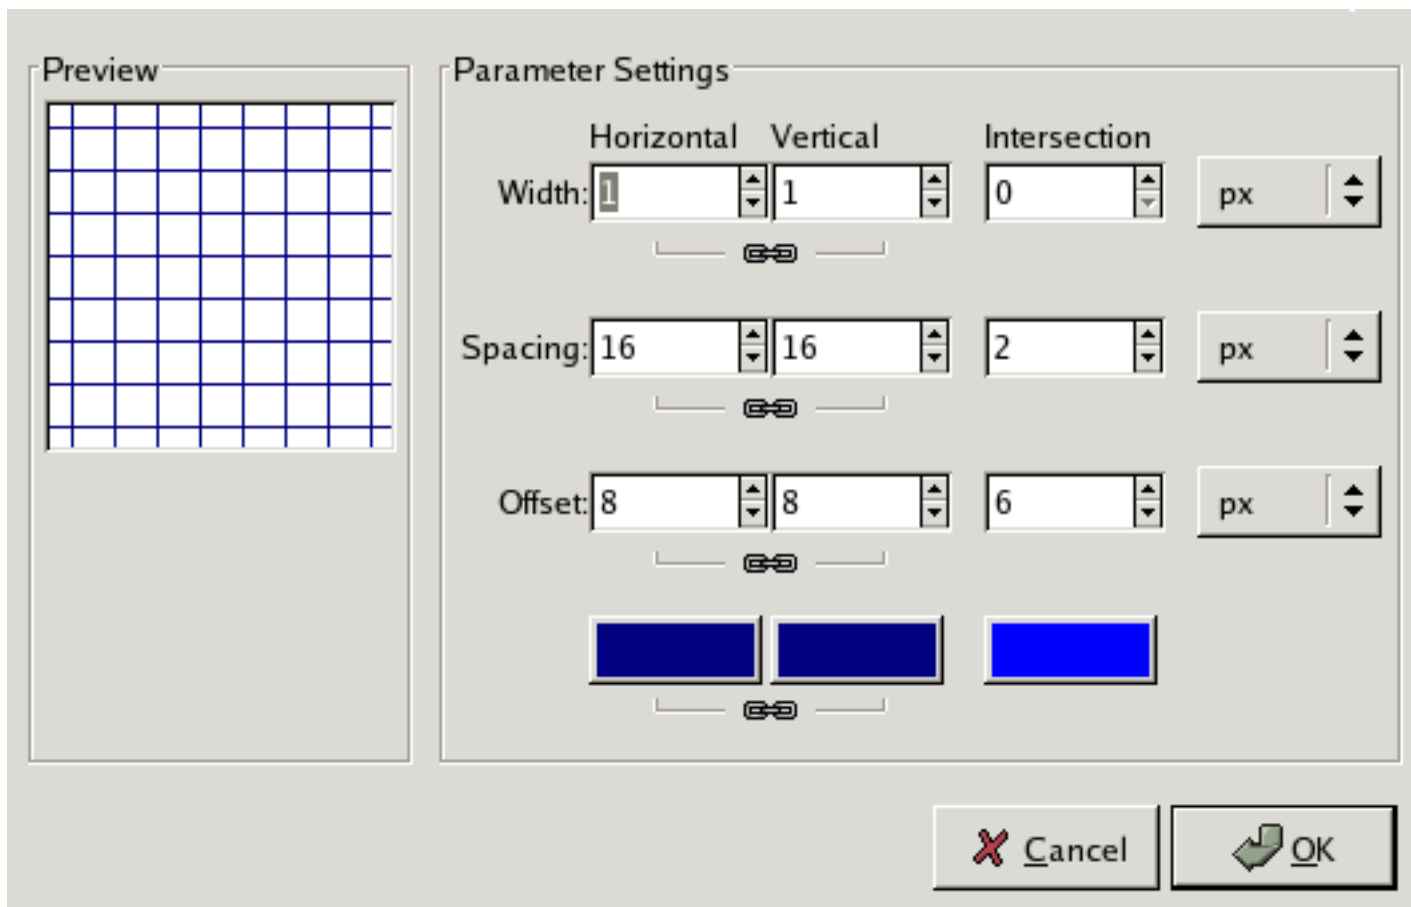 Preview
Parameter Settings
Horizontal Vertical Intersection
Width: 1 1 0 px
Spacing: 16 16 2 px
Offset: 8 8 6 px
Cancel OK